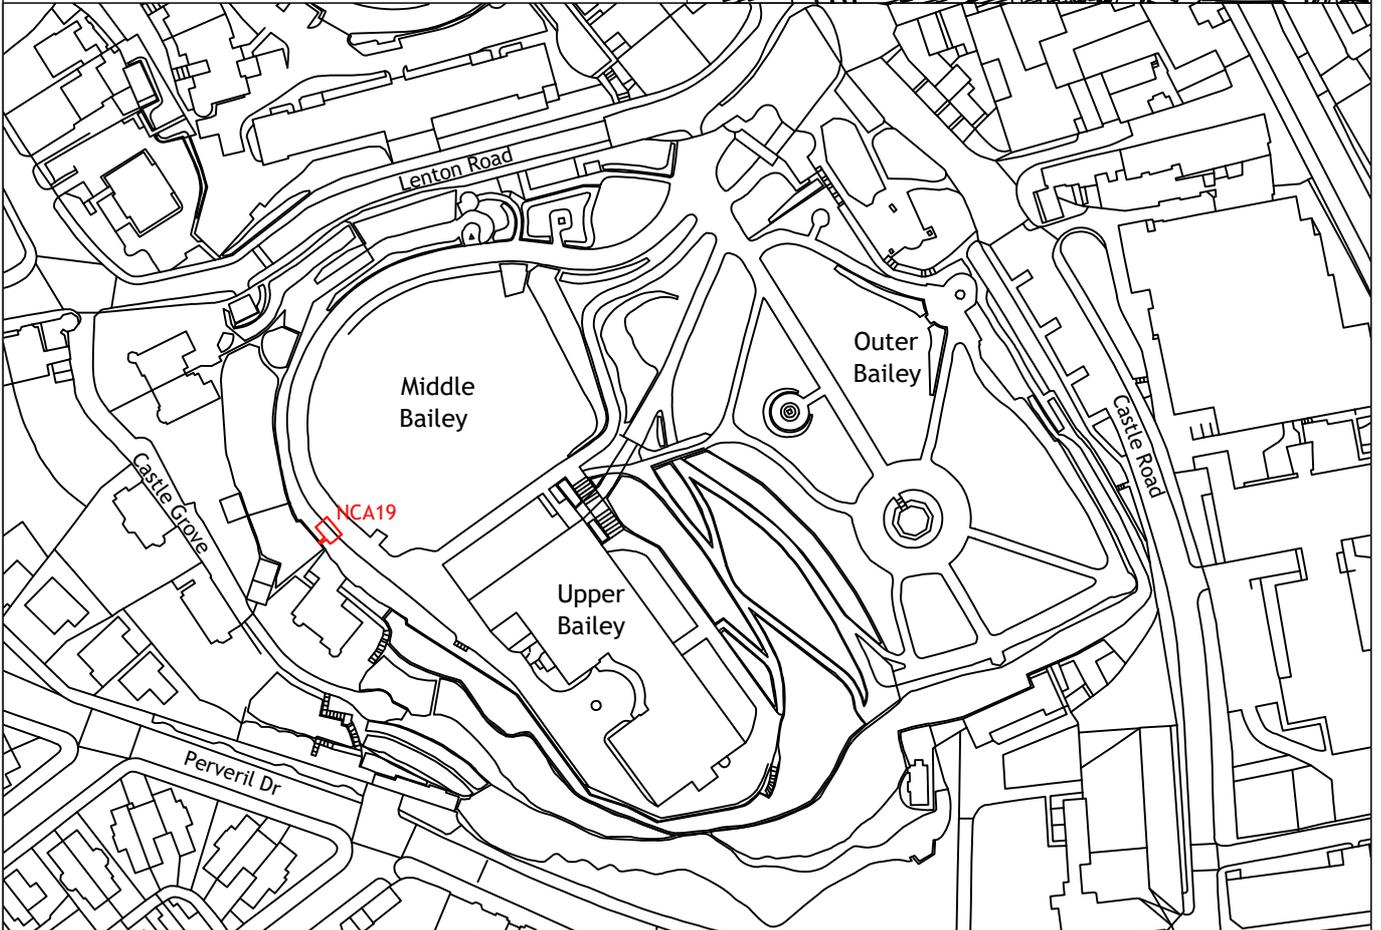 Lenton Road
Outer
Bailey
Middle
Bailey
Castle Road
Castle Grove
NCA19
Upper
Bailey
Perveril Dr